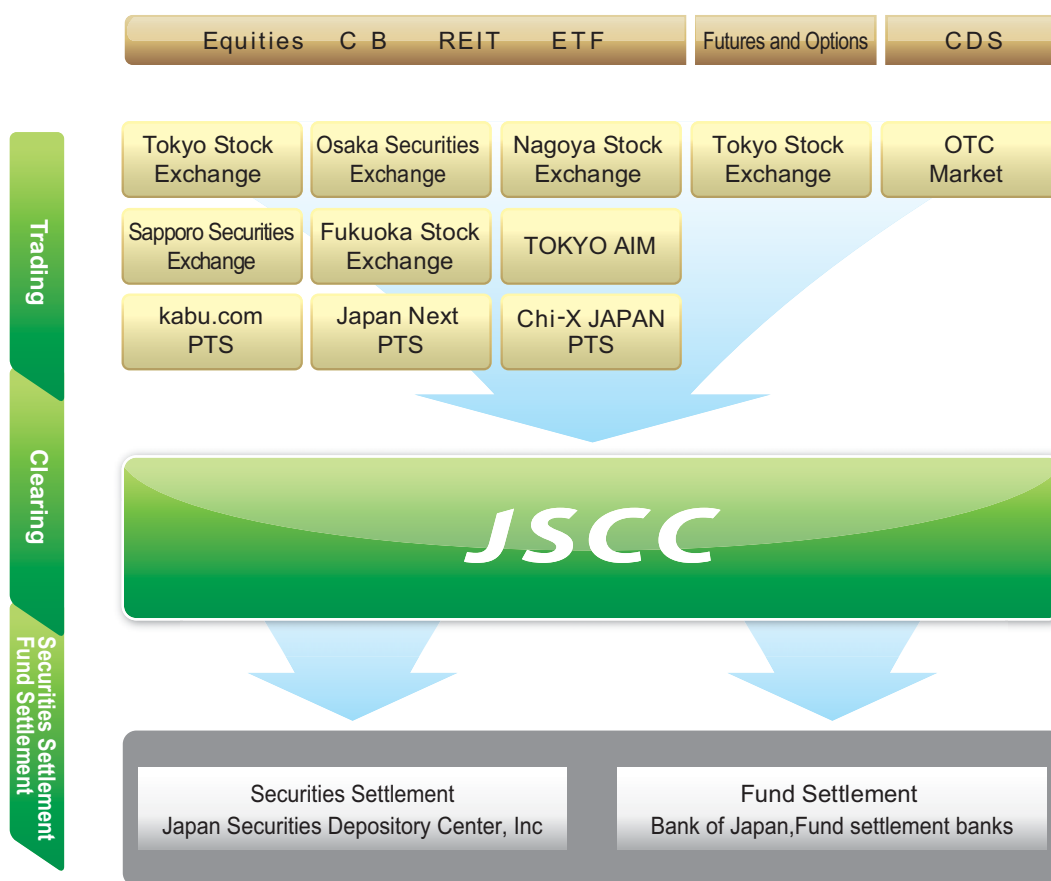 Equities C B REIT ETF
Futures and Options
CDS
Trading
Tokyo Stock
Exchange
Osaka Securities
Exchange
Nagoya Stock
Exchange
Tokyo Stock
Exchange
OTC
Market
Sapporo Securities
Exchange
Fukuoka Stock
Exchange
TOKYO AIM
kabu.com
PTS
Japan Next
PTS
Chi-X JAPAN
PTS
Clearing
JSCC
Securities Settlement
Fund Settlement
Securities Settlement
Japan Securities Depository Center, Inc
Fund Settlement
Bank of Japan,Fund settlement banks